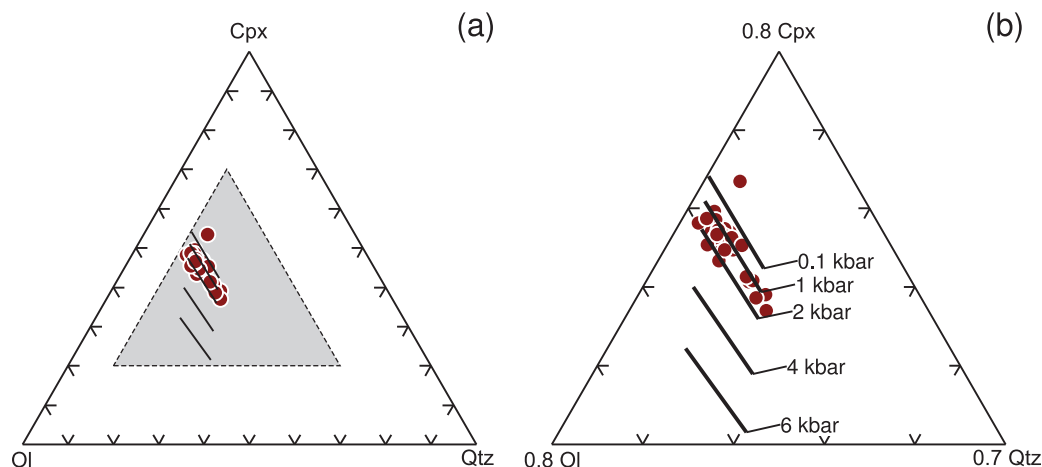 (a)
Cpx
Ol
Qtz
(b)
0.8 Cpx
0.1 kbar
1 kbar
2 kbar
4 kbar
6 kbar
0.8 Ol
0.7 Qtz